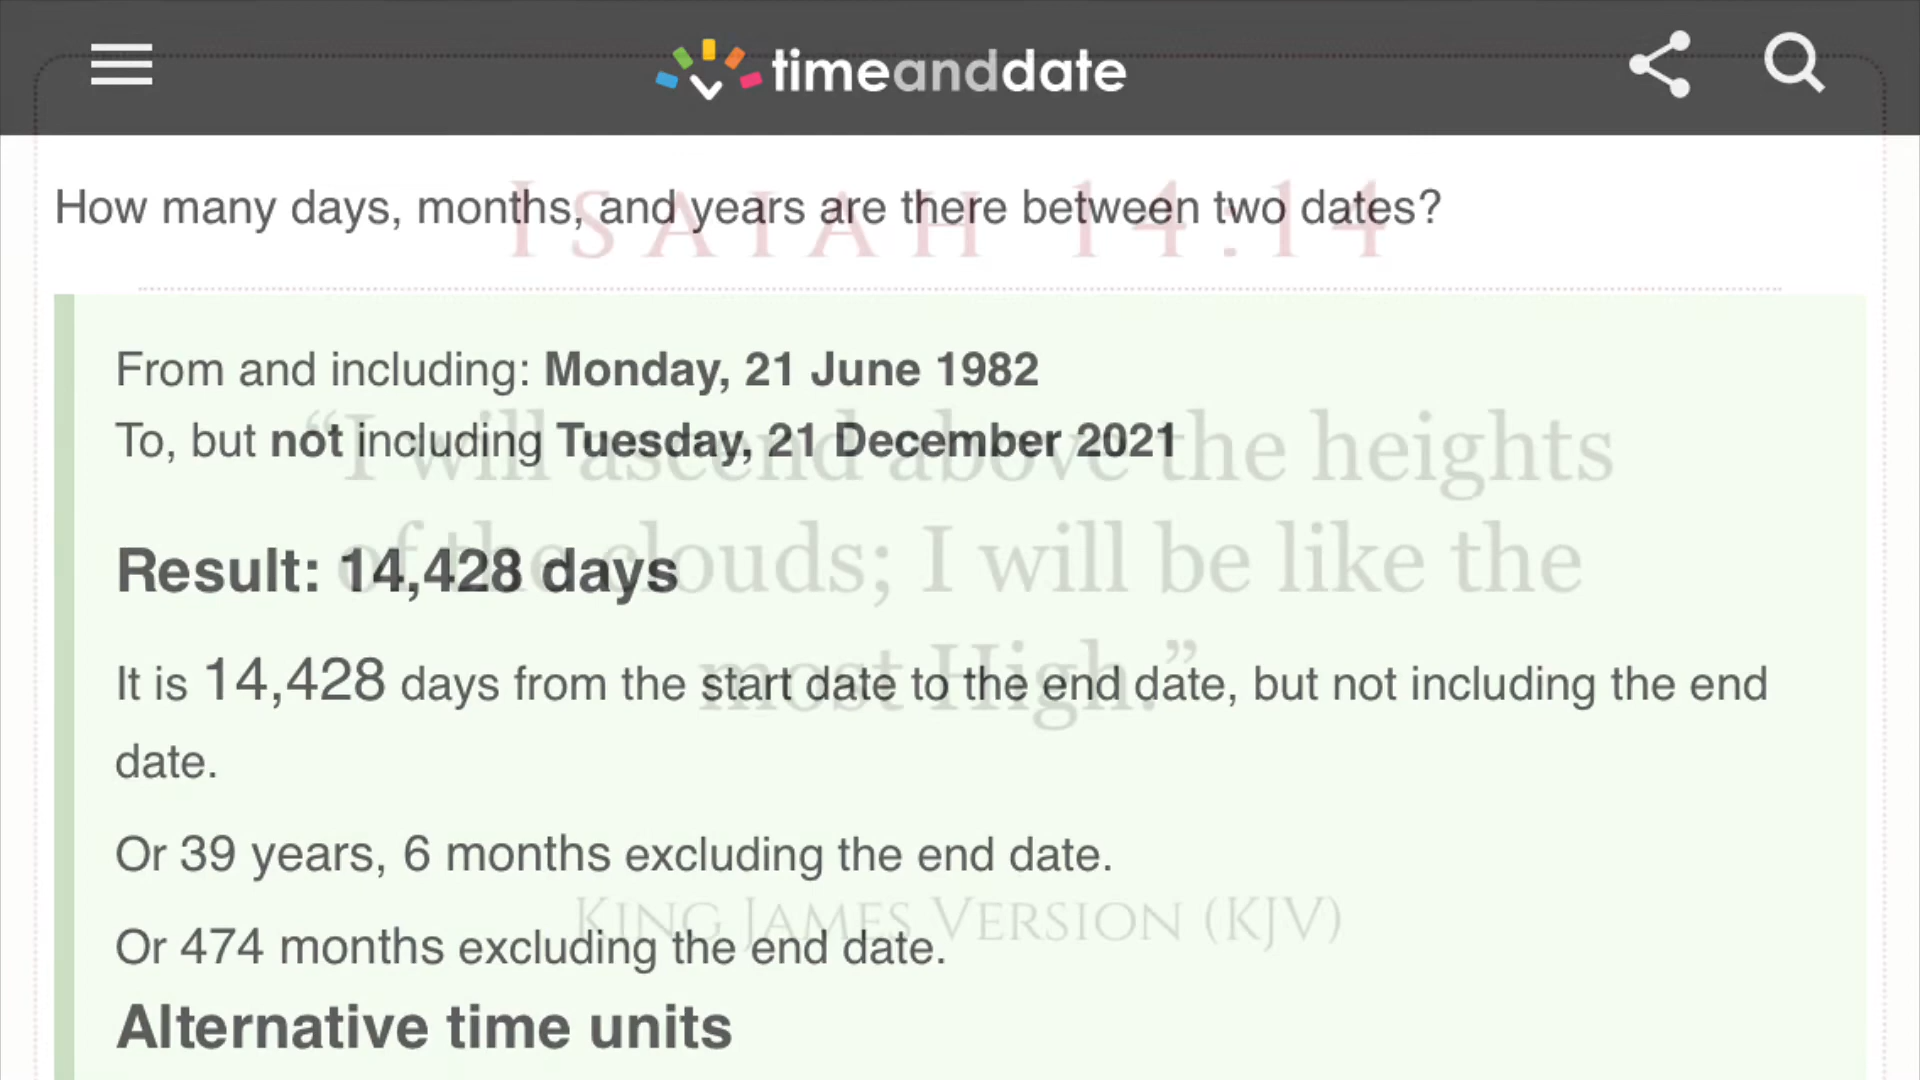 timeanddate
How many days, months, and years are there between two dates?
ISAIAH 14:14
From and including: Monday, 21 June 1982
To, but not including Tuesday, 21 December 2021
“I will ascend above the heights
of the clouds; I will be like the
most High.”
Result: 14,428 days
It is 14,428 days from the start date to the end date, but not including the end
date.
Or 39 years, 6 months excluding the end date.
KING JAMES VERSION (KJV)
Or 474 months excluding the end date.
Alternative time units